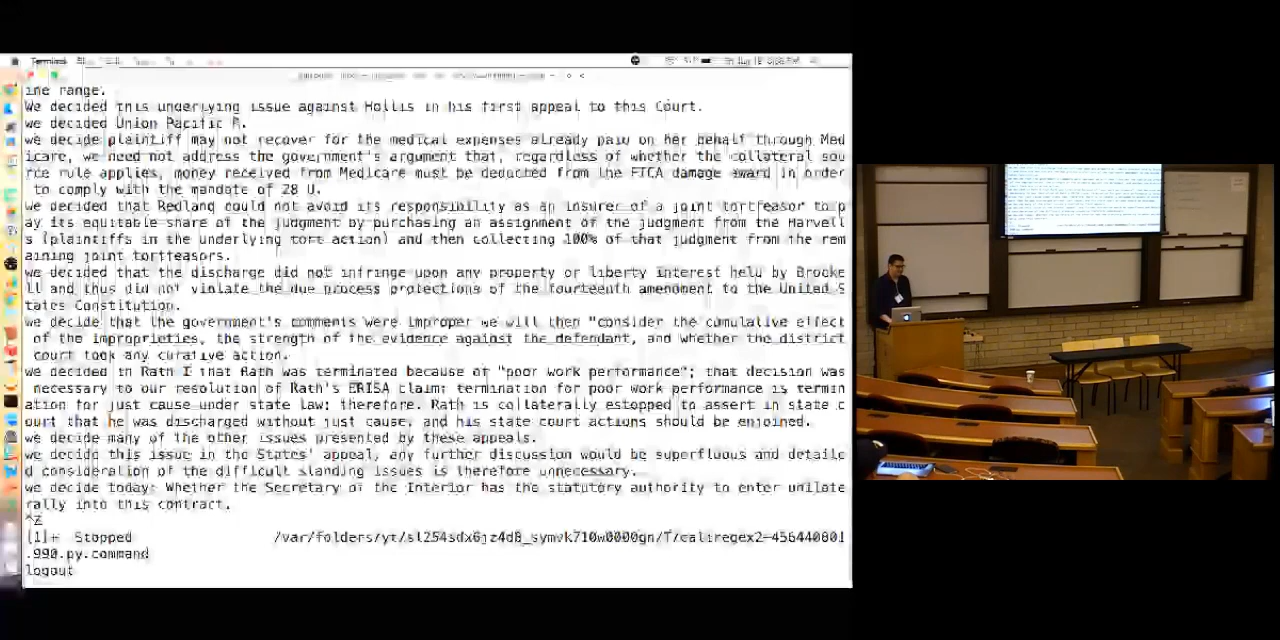 Terminal
ine range.
We decided this underlying issue against Hollis in his first appeal to this Court.
we decided Union Pacific R.
we decide plaintiff may not recover for the medical expenses already paid on her behalf through Med
icare, we need not address the government's argument that, regardless of whether the collateral sou
rce rule applies, money received from Medicare must be deducted from the FTCA damage award in order
to comply with the mandate of 28 U.
we decided that Redland could not avoid its responsibility as an insurer of a joint tortfeasor to p
ay its equitable share of the judgment by purchasing an assignment of the judgment from the Harvell
s (plaintiffs in the underlying tort action) and then collecting 100% of that judgment from the rem
aining joint tortfeasors.
we decided that the discharge did not infringe upon any property or liberty interest held by Brooke
ll and thus did not violate the due process protections of the fourteenth amendment to the United S
tates Constitution.
we decide that the government's comments were improper we will then "consider the cumulative effect
of the improprieties, the strength of the evidence against the defendant, and whether the district
court took any curative action.
we decided in Rath I that Rath was terminated because of "poor work performance"; that decision was
necessary to our resolution of Rath's ERISA claim; termination for poor work performance is termin
ation for just cause under state law; therefore, Rath is collaterally estopped to assert in state c
ourt that he was discharged without just cause, and his state court actions should be enjoined.
we decide many of the other issues presented by these appeals.
we decide this issue in the States' appeal, any further discussion would be superfluous and detaile
d consideration of the difficult standing issues is therefore unnecessary.
we decide today: Whether the Secretary of the Interior has the statutory authority to enter unilate
rally into this contract.
^Z
[1]+ Stopped
.990.py.command
logout